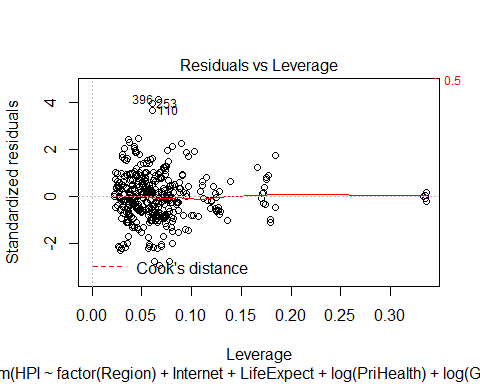 Residuals vs Leverage
0.5
Standardized residuals
4
2
0
-2
396
253
110
Cook's distance
0.00 0.05 0.10 0.15 0.20 0.25 0.30
Leverage
m(HPI ~ factor(Region) + Internet + LifeExpect + log(PriHealth) + log(G